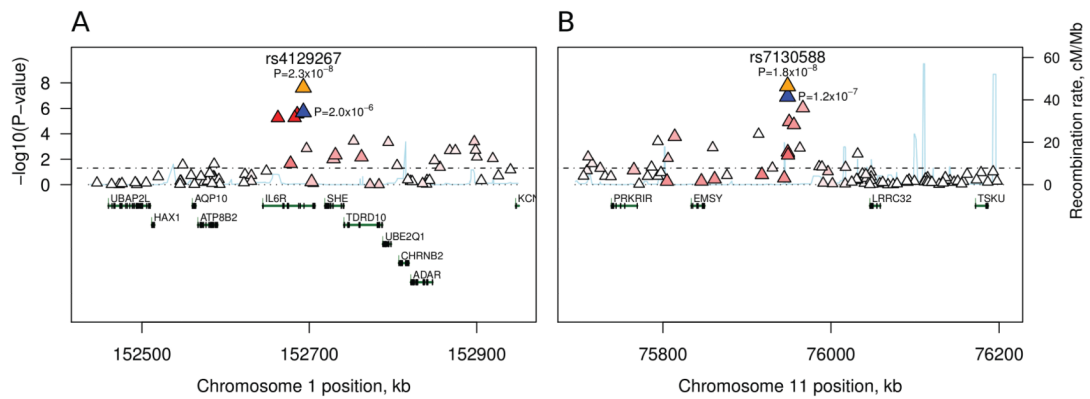 A
B
rs4129267
P=2.3x10⁻⁸
P=2.0x10⁻⁶
rs7130588
P=1.8x10⁻⁸
P=1.2x10⁻⁷
−log10(P−value)
8
6
4
2
0
Recombination rate, cM/Mb
60
40
20
0
UBAP2L
AQP10
IL6R
SHE
KCN
HAX1
ATP8B2
TDRD10
UBE2Q1
CHRNB2
ADAR
PRKRIR
EMSY
LRRC32
TSKU
152500
152700
152900
75800
76000
76200
Chromosome 1 position, kb
Chromosome 11 position, kb